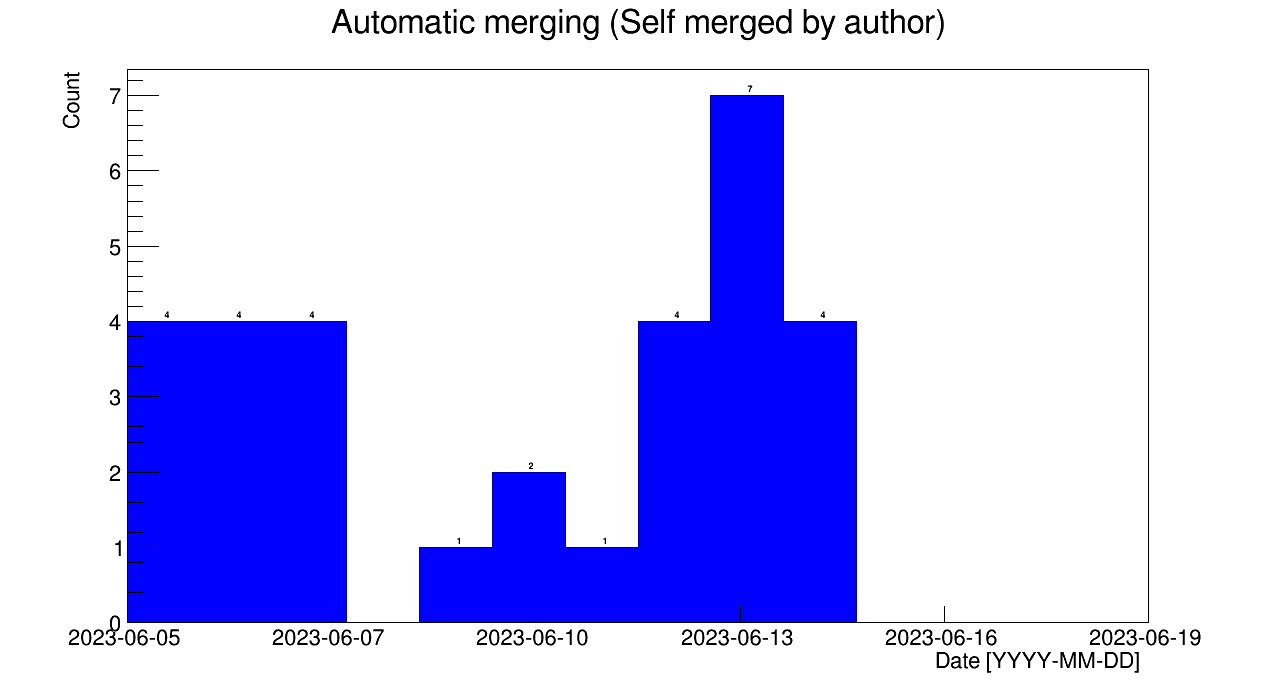 Automatic merging (Self merged by author)
Count
7
7
6
5
4
4 4 4 4 4
3
2
2
1
1 1
0
2023-06-05 2023-06-07 2023-06-10 2023-06-13 2023-06-16 2023-06-19
Date [YYYY-MM-DD]